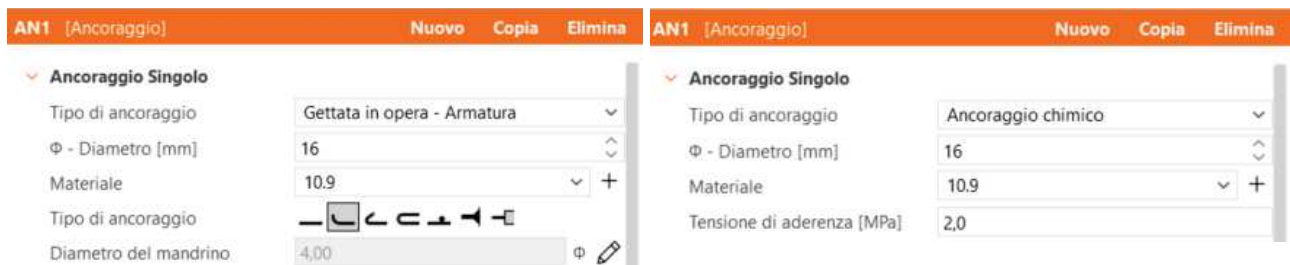 AN1 [Ancoraggio] Nuovo Copia Elimina
Ancoraggio Singolo
Tipo di ancoraggio Gettata in opera - Armatura
Φ - Diametro [mm] 16
Materiale 10.9
Tipo di ancoraggio
Diametro del mandrino 4,00 Φ
AN1 [Ancoraggio] Nuovo Copia Elimina
Ancoraggio Singolo
Tipo di ancoraggio Ancoraggio chimico
Φ - Diametro [mm] 16
Materiale 10.9
Tensione di aderenza [MPa] 2,0